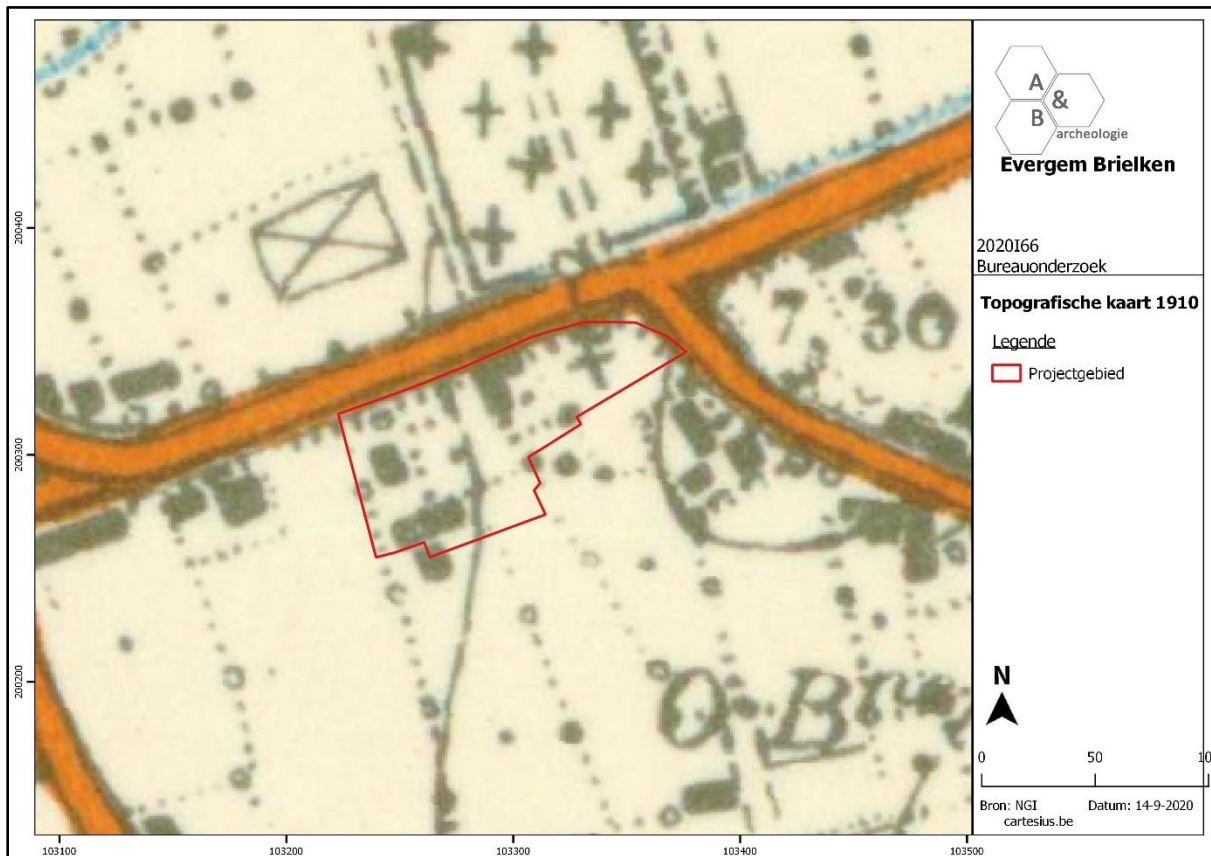 A
&
B
archeologie
Evergem Brielken
2020I66
Bureauonderzoek
Topografische kaart 1910
Legende
Projectgebied
N
0 50 10
Bron: NGI Datum: 14-9-2020
cartesius.be
200400
200300
200200
103100 103200 103300 103400 103500
7 30